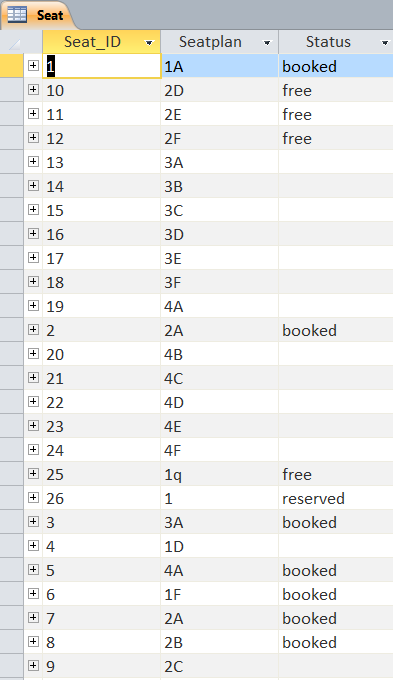 Seat
Seat_ID Seatplan Status
1 1A booked
10 2D free
11 2E free
12 2F free
13 3A
14 3B
15 3C
16 3D
17 3E
18 3F
19 4A
2 2A booked
20 4B
21 4C
22 4D
23 4E
24 4F
25 1q free
26 1 reserved
3 3A booked
4 1D
5 4A booked
6 1F booked
7 2A booked
8 2B booked
9 2C